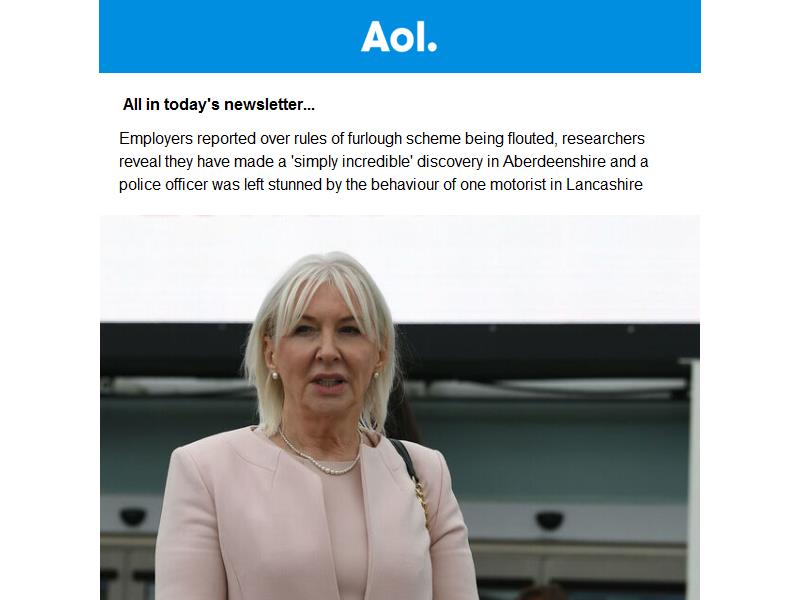 Aol.
All in today's newsletter...
Employers reported over rules of furlough scheme being flouted, researchers
reveal they have made a 'simply incredible' discovery in Aberdeenshire and a
police officer was left stunned by the behaviour of one motorist in Lancashire